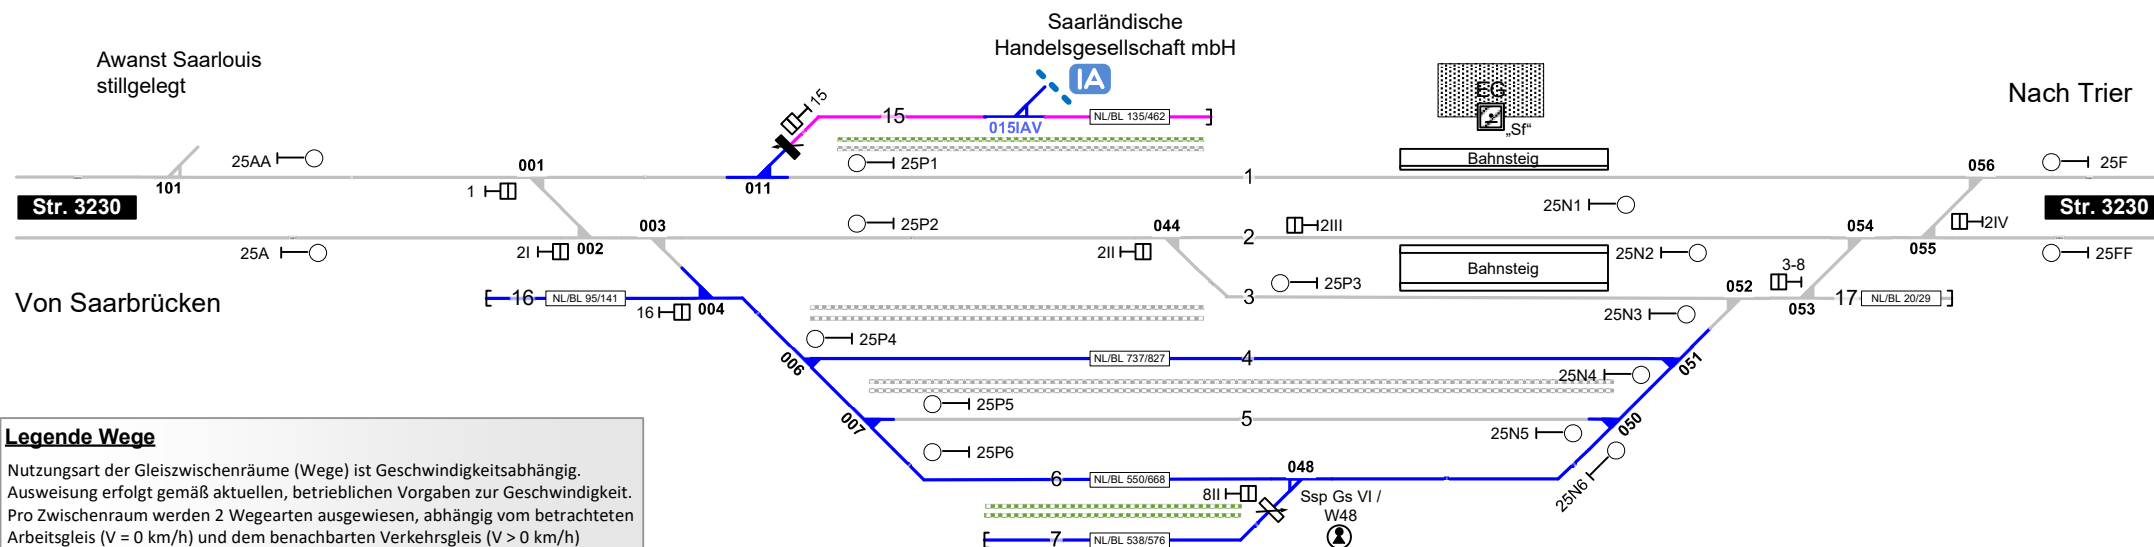 Saarländische
Handelsgesellschaft mbH
Awanst Saarlouis
stillgelegt
IA
EG
Nach Trier
15
15
NL/BL 135/462
015IAV
„Sf“
25AA
001
25P1
Bahnsteig
056
25F
101
1
011
1
Str. 3230
25N1
Str. 3230
003
25P2
044
2III
054
2IV
25A
2I
002
2II
2
25N2
055
25FF
Bahnsteig
3-8
Von Saarbrücken
16
NL/BL 95/141
16
004
25P3
3
052
053
17
NL/BL 20/29
25N3
25P4
006
NL/BL 737/827
4
051
25N4
25P5
007
5
050
25N5
25P6
6
NL/BL 550/668
048
25N6
8II
Ssp Gs VI /
W48
7
NL/BL 538/576
Legende Wege
Nutzungsart der Gleiszwischenräume (Wege) ist Geschwindigkeitsabhängig.
Ausweisung erfolgt gemäß aktuellen, betrieblichen Vorgaben zur Geschwindigkeit.
Pro Zwischenraum werden 2 Wegearten ausgewiesen, abhängig vom betrachteten
Arbeitsgleis (V = 0 km/h) und dem benachbarten Verkehrsgleis (V > 0 km/h)